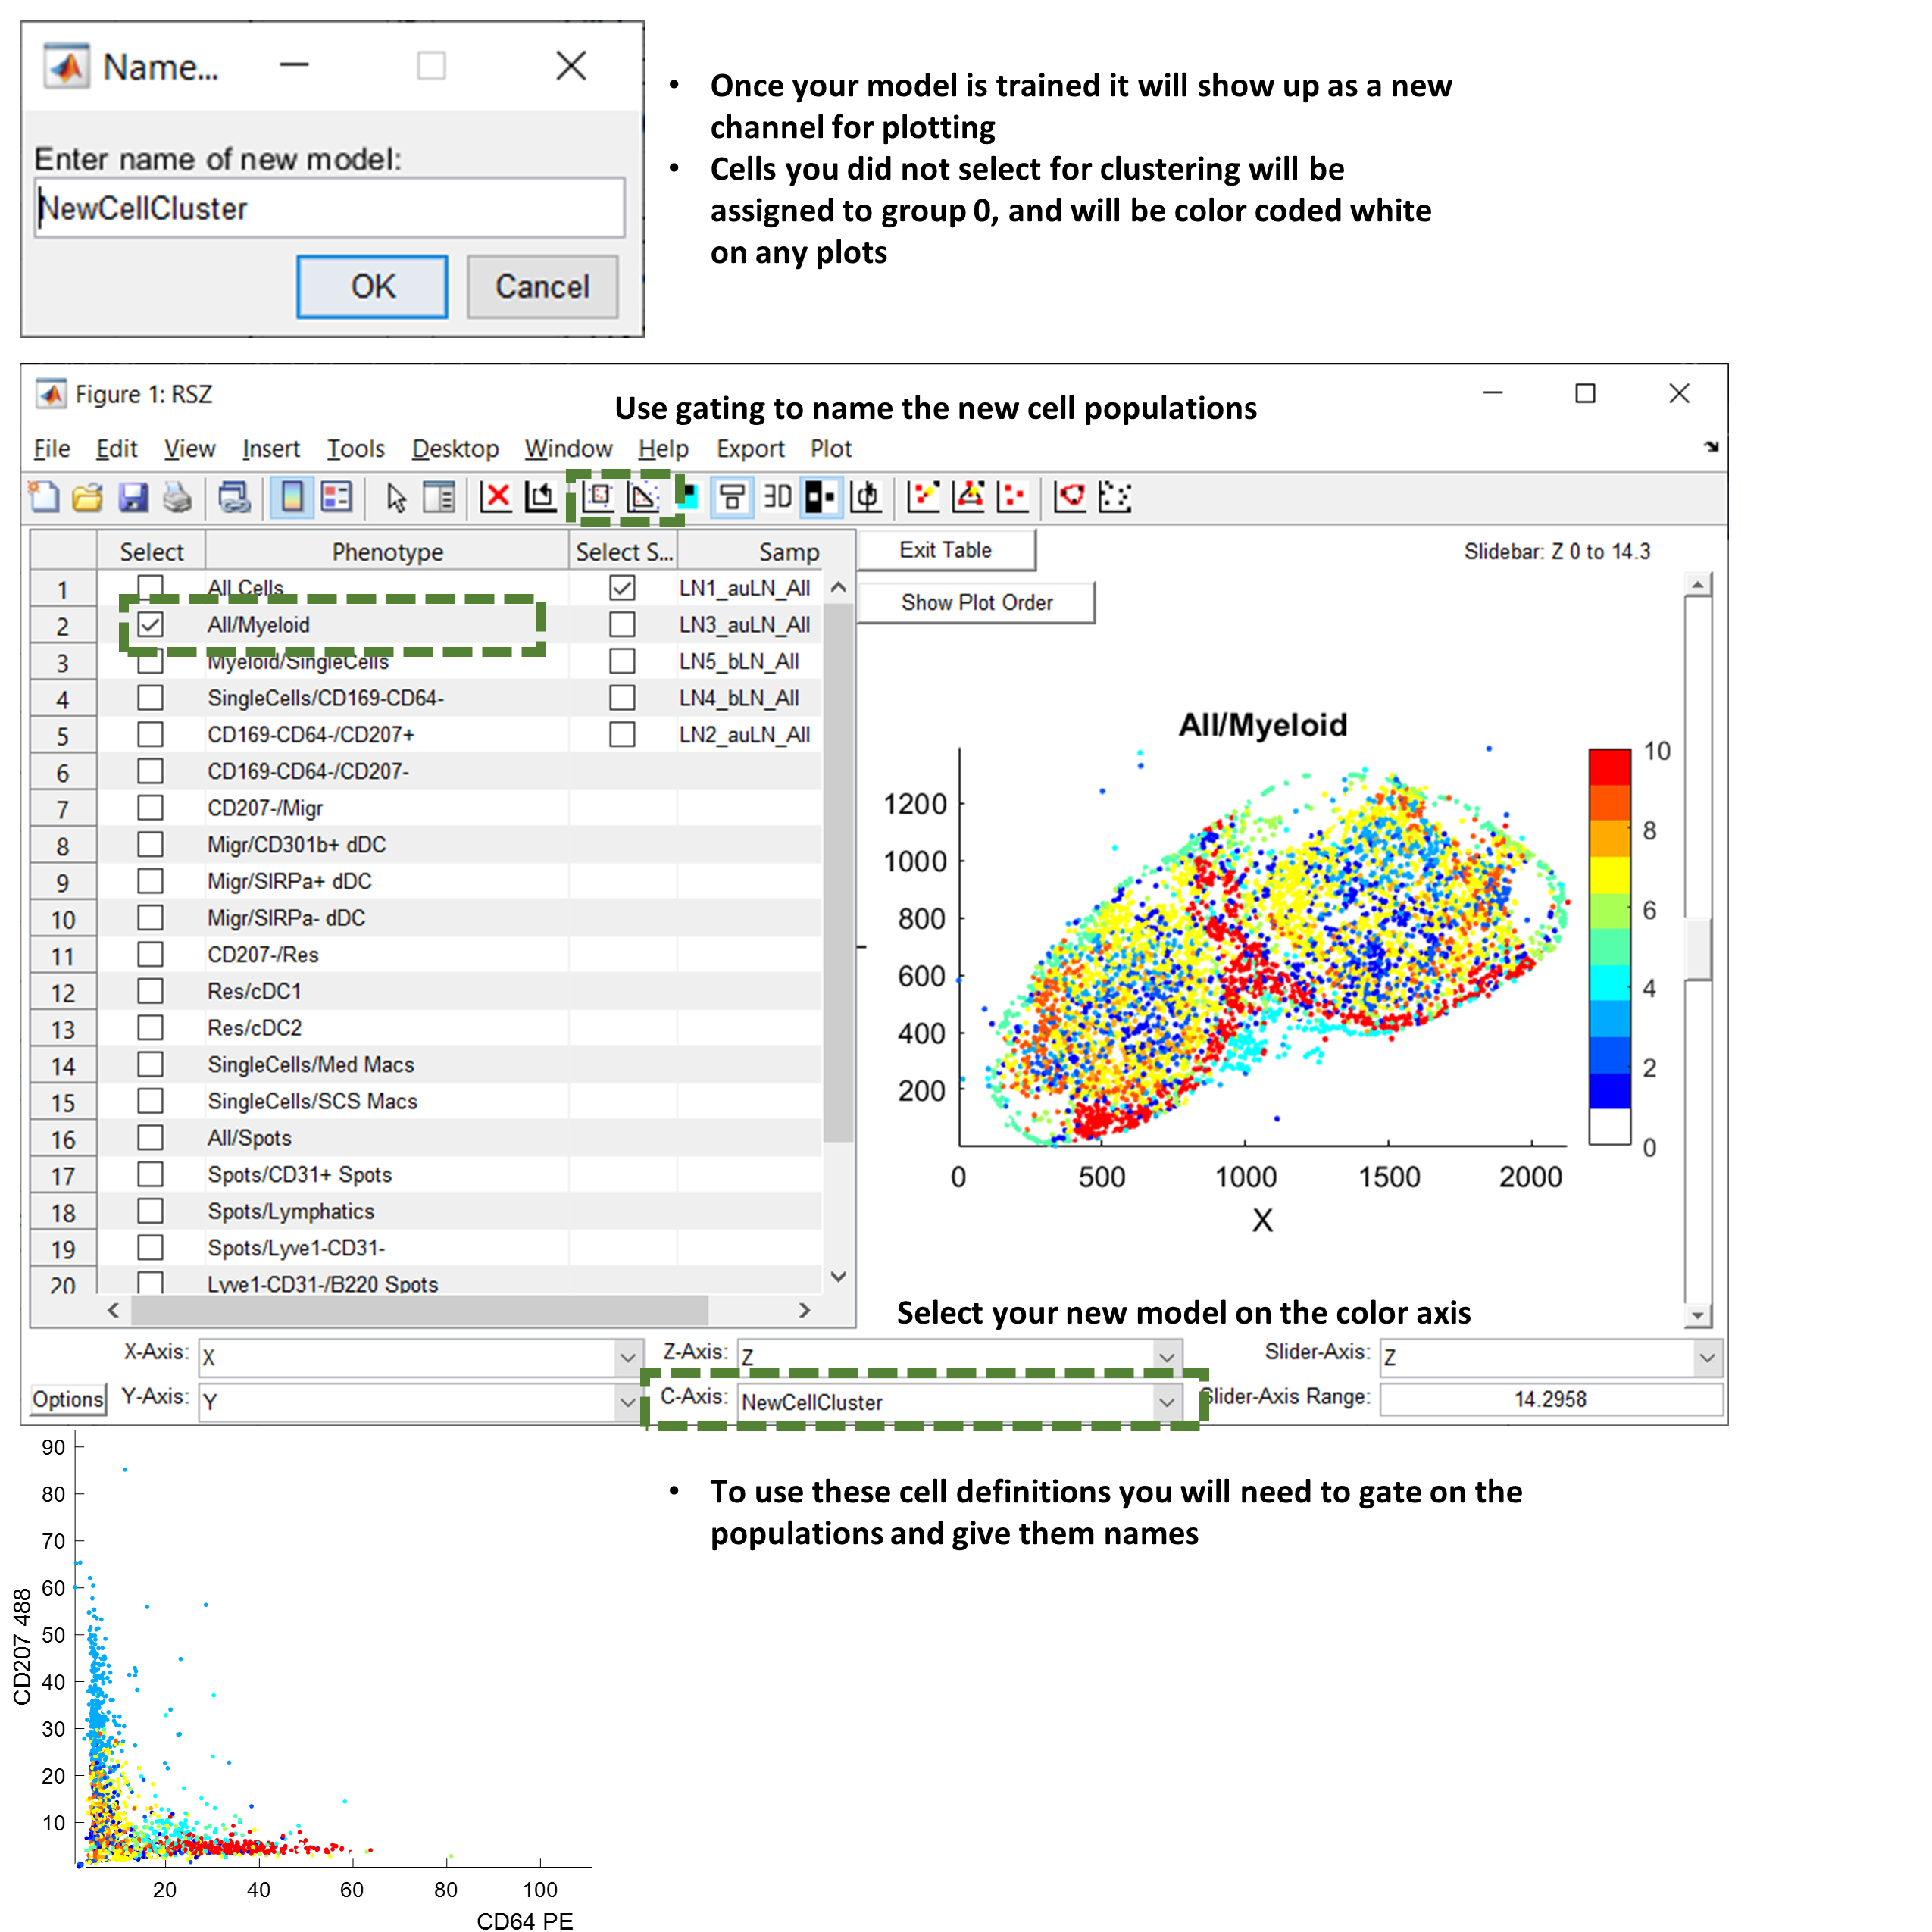 Name...
Enter name of new model:
NewCellCluster
OK Cancel
• Once your model is trained it will show up as a new
channel for plotting
• Cells you did not select for clustering will be
assigned to group 0, and will be color coded white
on any plots
Figure 1: RSZ
Use gating to name the new cell populations
File Edit View Insert Tools Desktop Window Help Export Plot
3D
Select Phenotype Select S... Samp
1 All Cells LN1_auLN_All
2 All/Myeloid LN3_auLN_All
3 Myeloid/SingleCells LN5_bLN_All
4 SingleCells/CD169-CD64- LN4_bLN_All
5 CD169-CD64-/CD207+ LN2_auLN_All
6 CD169-CD64-/CD207-
7 CD207-/Migr
8 Migr/CD301b+ dDC
9 Migr/SIRPa+ dDC
10 Migr/SIRPa- dDC
11 CD207-/Res
12 Res/cDC1
13 Res/cDC2
14 SingleCells/Med Macs
15 SingleCells/SCS Macs
16 All/Spots
17 Spots/CD31+ Spots
18 Spots/Lymphatics
19 Spots/Lyve1-CD31-
20 Lyve1-CD31-/B220 Spots
Exit Table
Show Plot Order
Slidebar: Z 0 to 14.3
All/Myeloid
1200
1000
800
600
400
200
0 500 1000 1500 2000
X
10
8
6
4
2
0
Select your new model on the color axis
X-Axis: X Z-Axis: Z Slider-Axis: Z
Options Y-Axis: Y C-Axis: NewCellCluster Slider-Axis Range: 14.2958
• To use these cell definitions you will need to gate on the
populations and give them names
90
80
70
60
50
40
30
20
10
CD207 488
20 40 60 80 100
CD64 PE